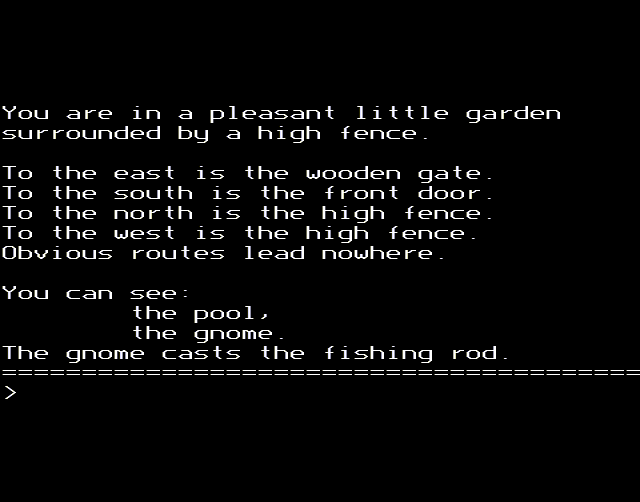 You are in a pleasant little garden
surrounded by a high fence.
To the east is the wooden gate.
To the south is the front door.
To the north is the high fence.
To the west is the high fence.
Obvious routes lead nowhere.
You can see:
the pool,
the gnome.
The gnome casts the fishing rod.
========================================
>